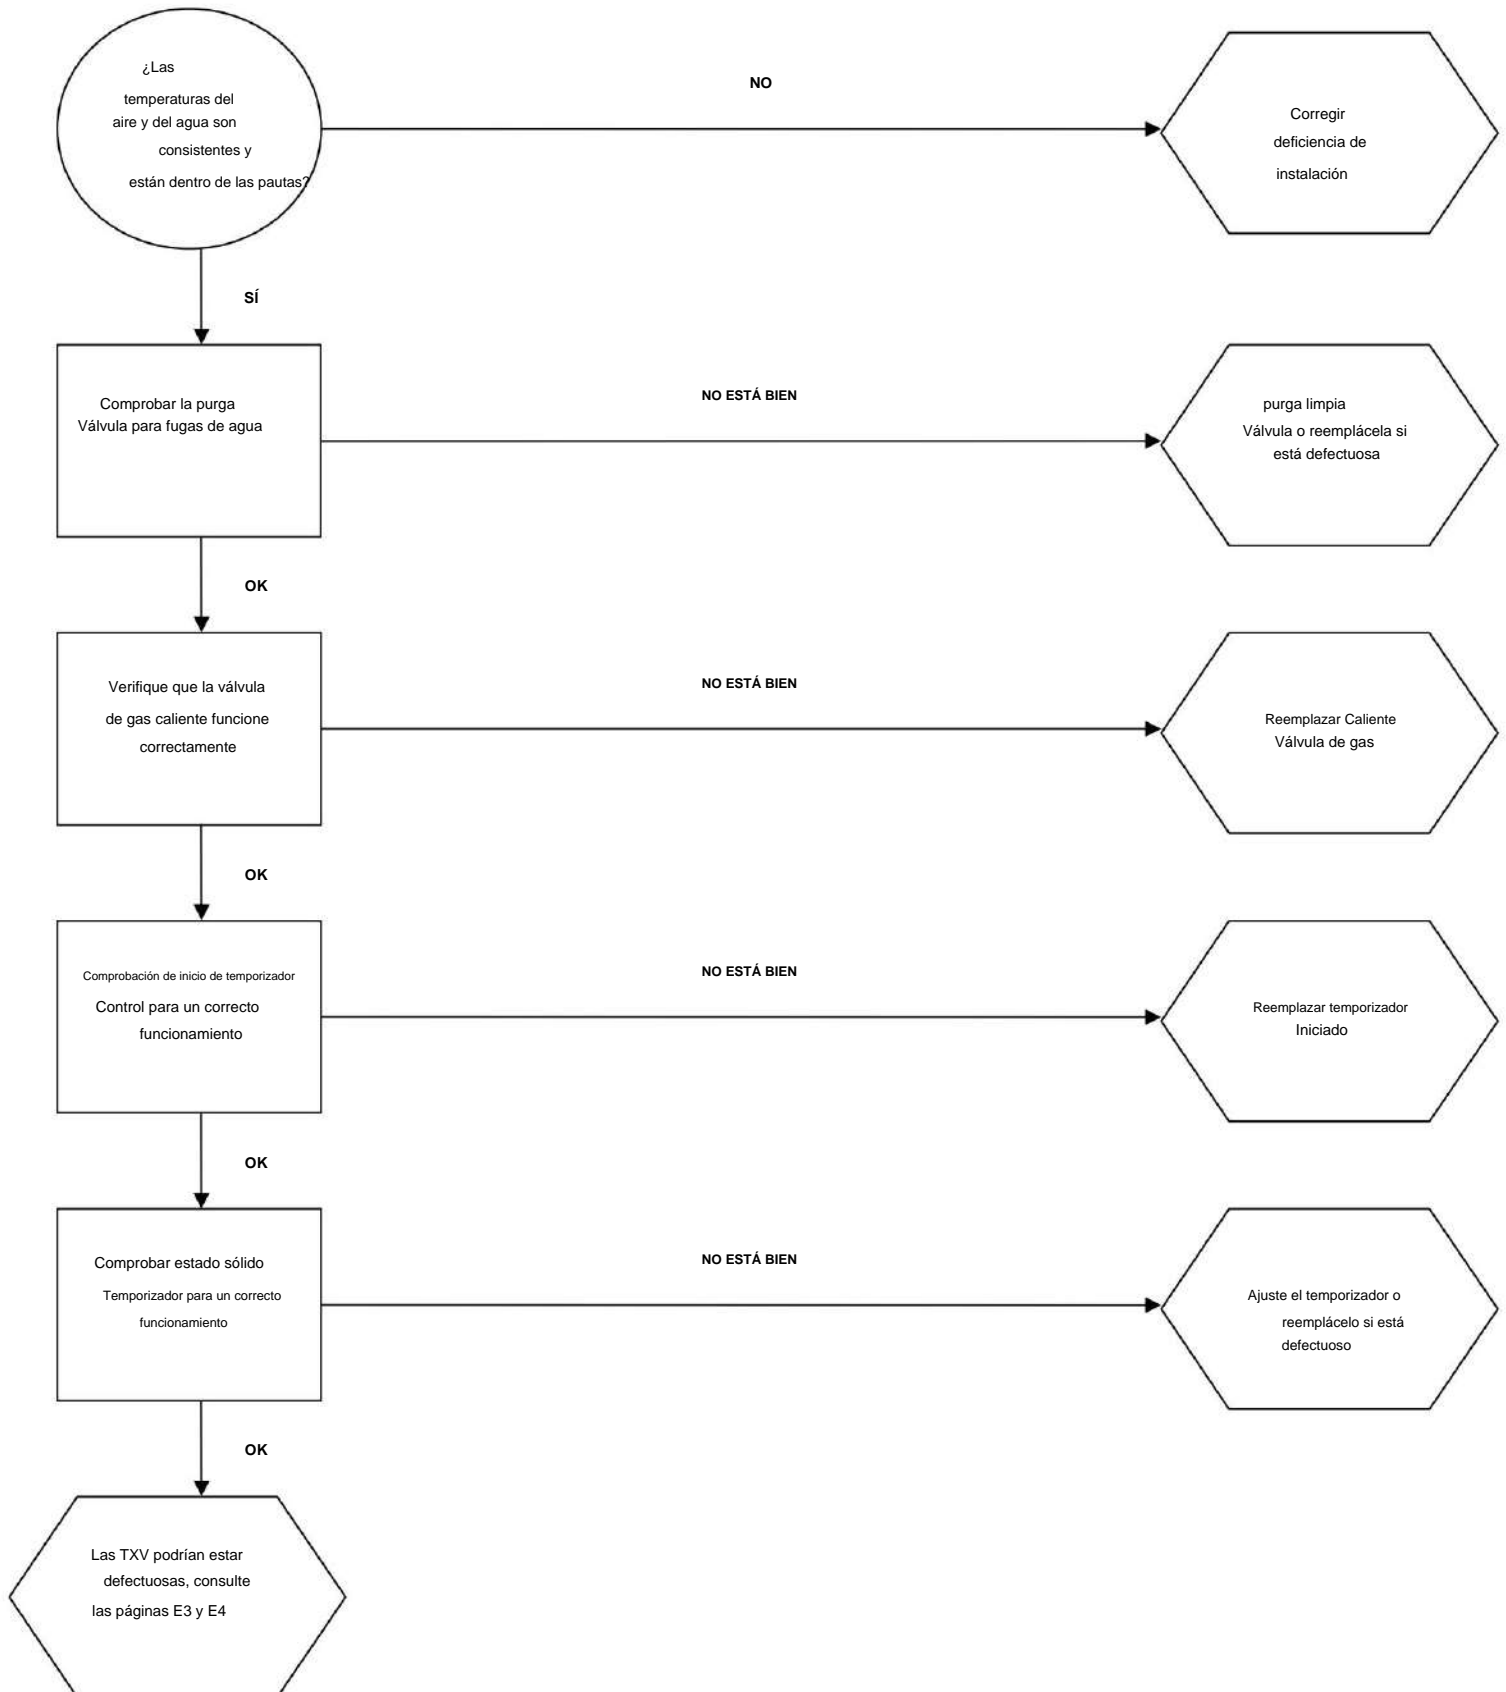 ¿Las
temperaturas del
aire y del agua son
consistentes y
están dentro de las pautas?
NO
Corregir
deficiencia de
instalación
SÍ
Comprobar la purga
Válvula para fugas de agua
NO ESTÁ BIEN
purga limpia
Válvula o reemplácela si
está defectuosa
OK
Verifique que la válvula
de gas caliente funcione
correctamente
NO ESTÁ BIEN
Reemplazar Caliente
Válvula de gas
OK
Comprobación de inicio de temporizador
Control para un correcto
funcionamiento
NO ESTÁ BIEN
Reemplazar temporizador
Iniciado
OK
Comprobar estado sólido
Temporizador para un correcto
funcionamiento
NO ESTÁ BIEN
Ajuste el temporizador o
reemplácelo si está
defectuoso
OK
Las TXV podrían estar
defectuosas, consulte
las páginas E3 y E4